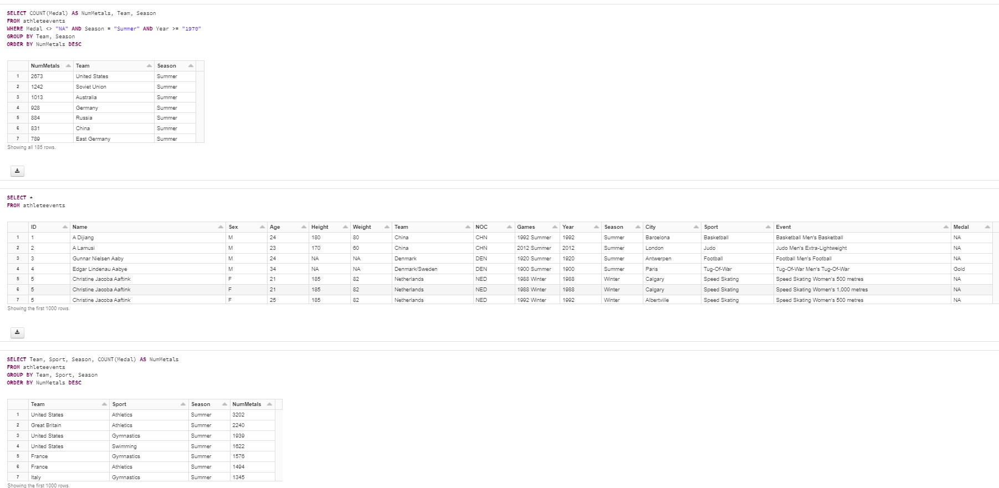 SELECT COUNT(Medal) AS NumMetals, Team, Season
FROM athleteevents
WHERE Medal <> "NA" AND Season = "Summer" AND Year >= "1970"
GROUP BY Team, Season
ORDER BY NumMetals DESC
NumMetals Team Season
1 2673 United States Summer
2 1242 Soviet Union Summer
3 1013 Australia Summer
4 928 Germany Summer
5 884 Russia Summer
6 831 China Summer
7 789 East Germany Summer
Showing all 185 rows.
SELECT *
FROM athleteevents
ID Name Sex Age Height Weight Team NOC Games Year Season City Sport Event Medal
1 1 A Dijiang M 24 180 80 China CHN 1992 Summer 1992 Summer Barcelona Basketball Basketball Men's Basketball NA
2 2 A Lamusi M 23 170 60 China CHN 2012 Summer 2012 Summer London Judo Judo Men's Extra-Lightweight NA
3 3 Gunnar Nielsen Aaby M 24 NA NA Denmark DEN 1920 Summer 1920 Summer Antwerpen Football Football Men's Football NA
4 4 Edgar Lindenau Aabye M 34 NA NA Denmark/Sweden DEN 1900 Summer 1900 Summer Paris Tug-Of-War Tug-Of-War Men's Tug-Of-War Gold
5 5 Christine Jacoba Aaftink F 21 185 82 Netherlands NED 1988 Winter 1988 Winter Calgary Speed Skating Speed Skating Women's 500 metres NA
6 5 Christine Jacoba Aaftink F 21 185 82 Netherlands NED 1988 Winter 1988 Winter Calgary Speed Skating Speed Skating Women's 1,000 metres NA
7 5 Christine Jacoba Aaftink F 25 185 82 Netherlands NED 1992 Winter 1992 Winter Albertville Speed Skating Speed Skating Women's 500 metres NA
Showing the first 1000 rows.
SELECT Team, Sport, Season, COUNT(Medal) AS NumMetals
FROM athleteevents
GROUP BY Team, Sport, Season
ORDER BY NumMetals DESC
Team Sport Season NumMetals
1 United States Athletics Summer 3202
2 Great Britain Athletics Summer 2240
3 United States Gymnastics Summer 1939
4 United States Swimming Summer 1622
5 France Gymnastics Summer 1576
6 France Athletics Summer 1494
7 Italy Gymnastics Summer 1345
Showing the first 1000 rows.